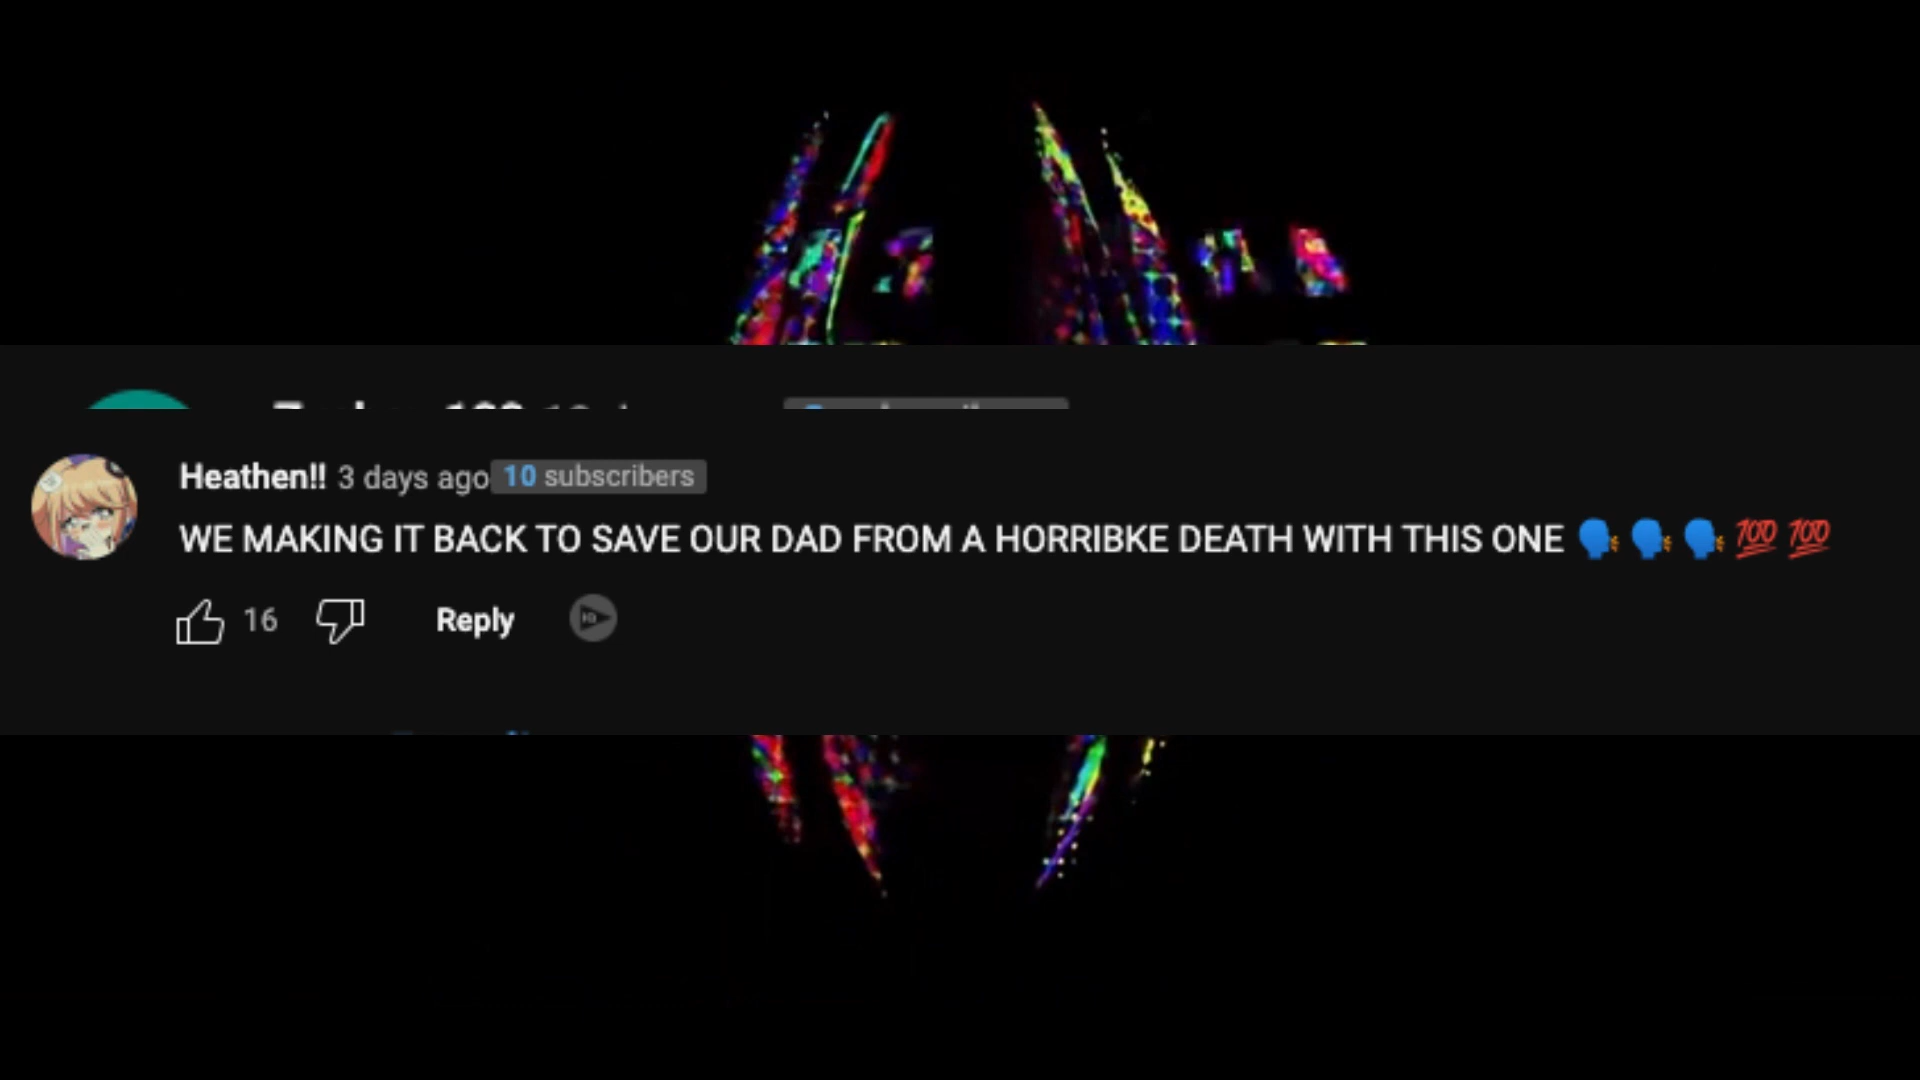 Heathen!! 3 days ago 10 subscribers
WE MAKING IT BACK TO SAVE OUR DAD FROM A HORRIBKE DEATH WITH THIS ONE 🗣️🗣️🗣️💯💯
16 Reply